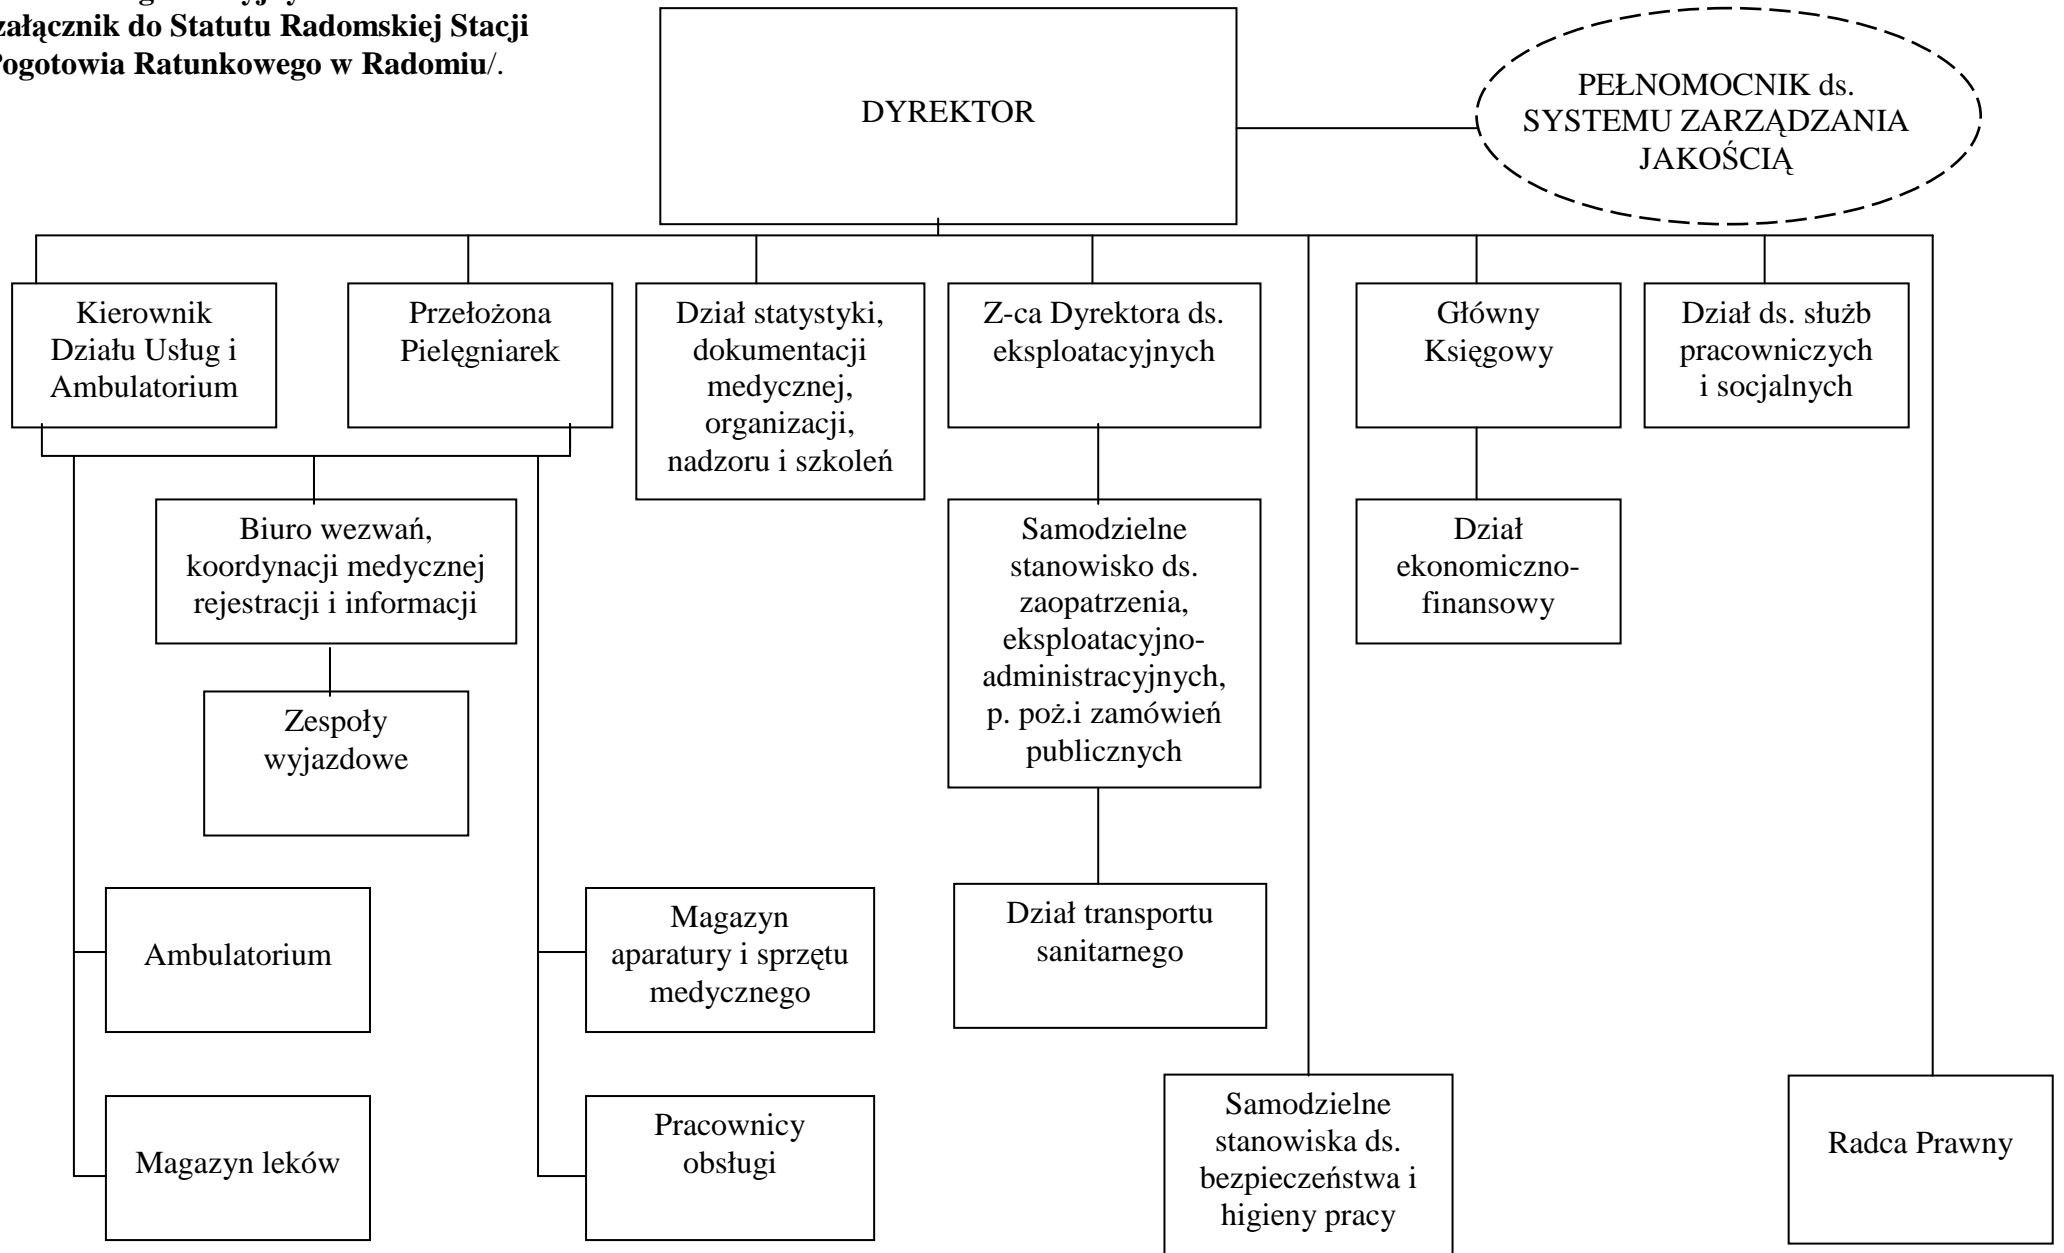 załącznik do Statutu Radomskiej Stacji
Pogotowia Ratunkowego w Radomiu/.
DYREKTOR
PEŁNOMOCNIK ds.
SYSTEMU ZARZĄDZANIA
JAKOŚCIĄ
Kierownik
Działu Usług i
Ambulatorium
Przełożona
Pielęgniarek
Dział statystyki,
dokumentacji
medycznej,
organizacji,
nadzoru i szkoleń
Z-ca Dyrektora ds.
eksploatacyjnych
Główny
Księgowy
Dział ds. służb
pracowniczych
i socjalnych
Biuro wezwań,
koordynacji medycznej
rejestracji i informacji
Samodzielne
stanowisko ds.
zaopatrzenia,
eksploatacyjno-
administracyjnych,
p. poż.i zamówień
publicznych
Dział
ekonomiczno-
finansowy
Zespoły
wyjazdowe
Ambulatorium
Magazyn
aparatury i sprzętu
medycznego
Dział transportu
sanitarnego
Magazyn leków
Pracownicy
obsługi
Samodzielne
stanowiska ds.
bezpieczeństwa i
higieny pracy
Radca Prawny